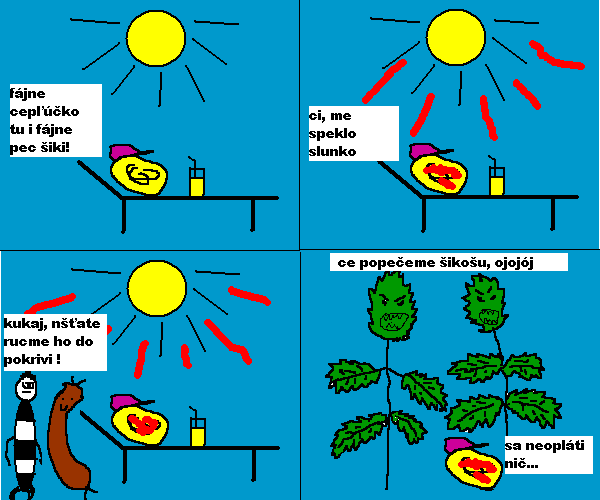 fájne
cepľúčko
tu i fájne
pec šiki!
ci, me
speklo
slunko
kukaj, nšťate
rucme ho do
pokrivi !
ce popečeme šikošu, ojojój
sa neopláti
nič...